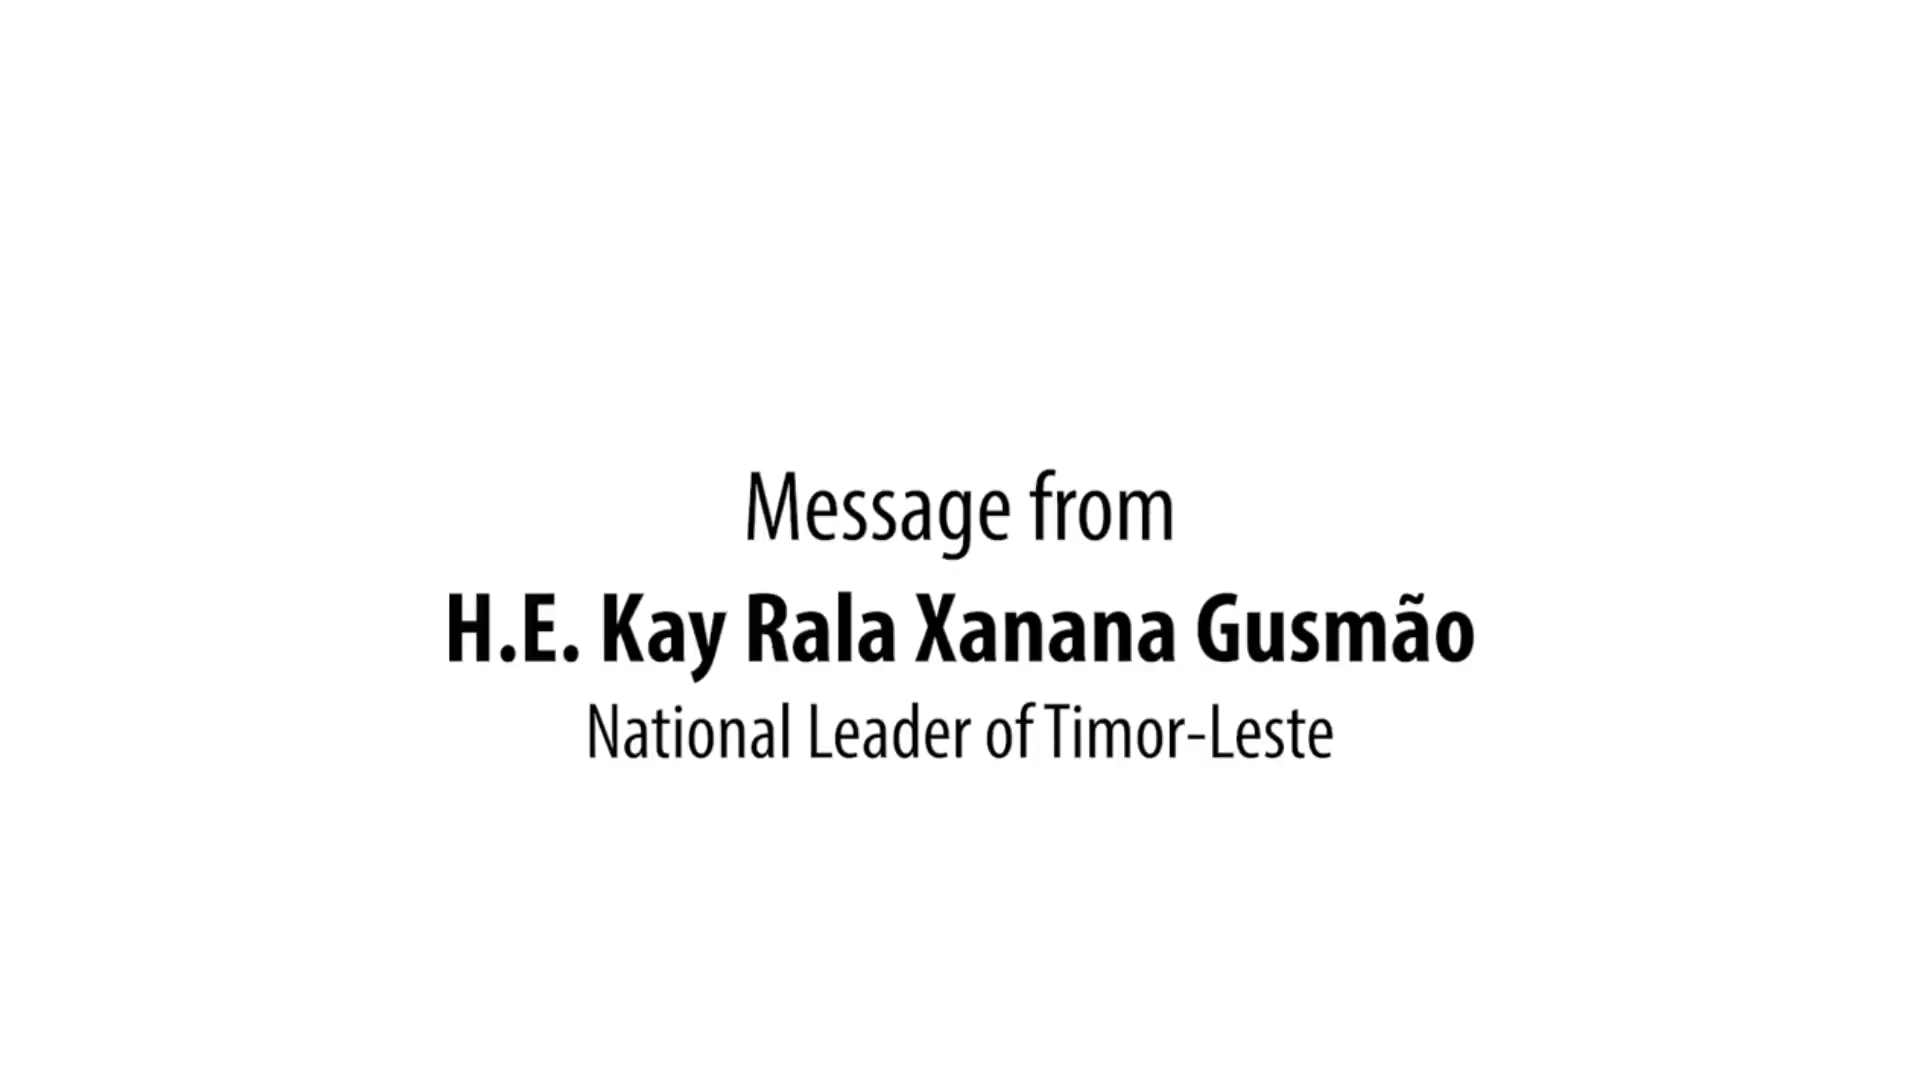 Message from
H.E. Kay Rala Xanana Gusmão
National Leader of Timor-Leste